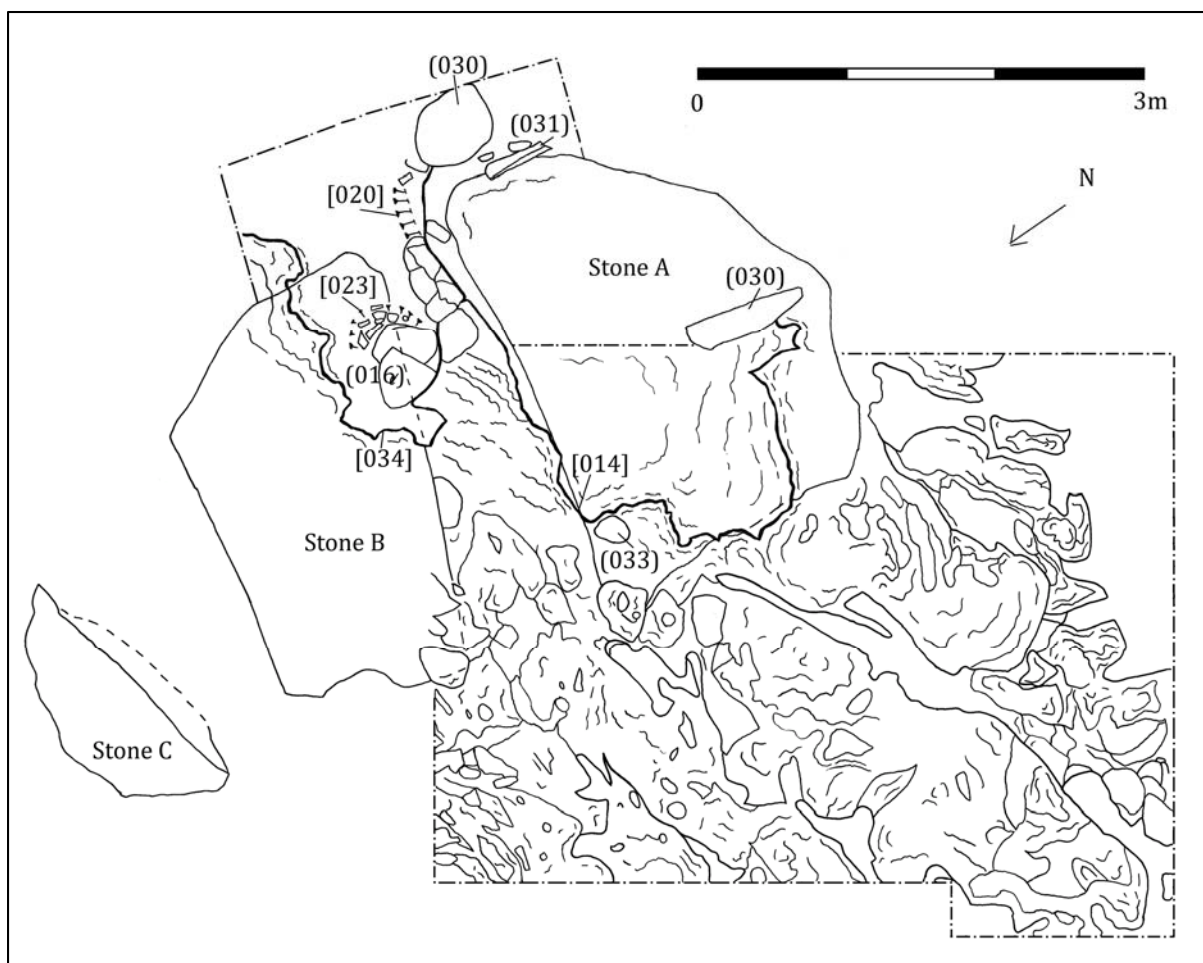 (030)
0
3m
(031)
N
[020]
Stone A
(030)
[023]
(016)
[034]
[014]
Stone B
(033)
Stone C